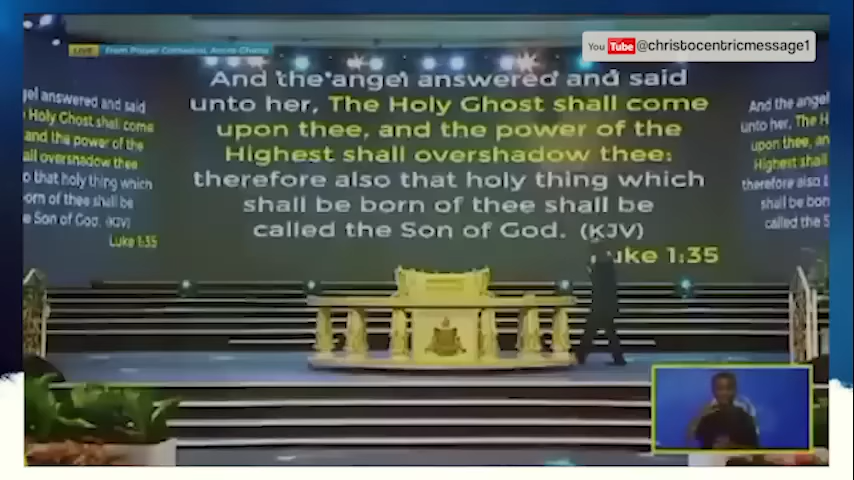 You Tube @christocentricmessage1
LIVE From Prayer Cathedral, Accra Ghana
And the angel answered and said
unto her, The Holy Ghost shall come
upon thee, and the power of the
Highest shall overshadow thee:
therefore also that holy thing which
shall be born of thee shall be
called the Son of God. (KJV)
uke 1:35
gel answered and said
Holy Ghost shall come
and the power of the
all overshadow thee
o that holy thing which
orn of thee shall be
e Son of God. (KJV)
Luke 1:35
And the angel
unto her, The H
upon thee, an
Highest shall
therefore also t
shall be bor
called the S